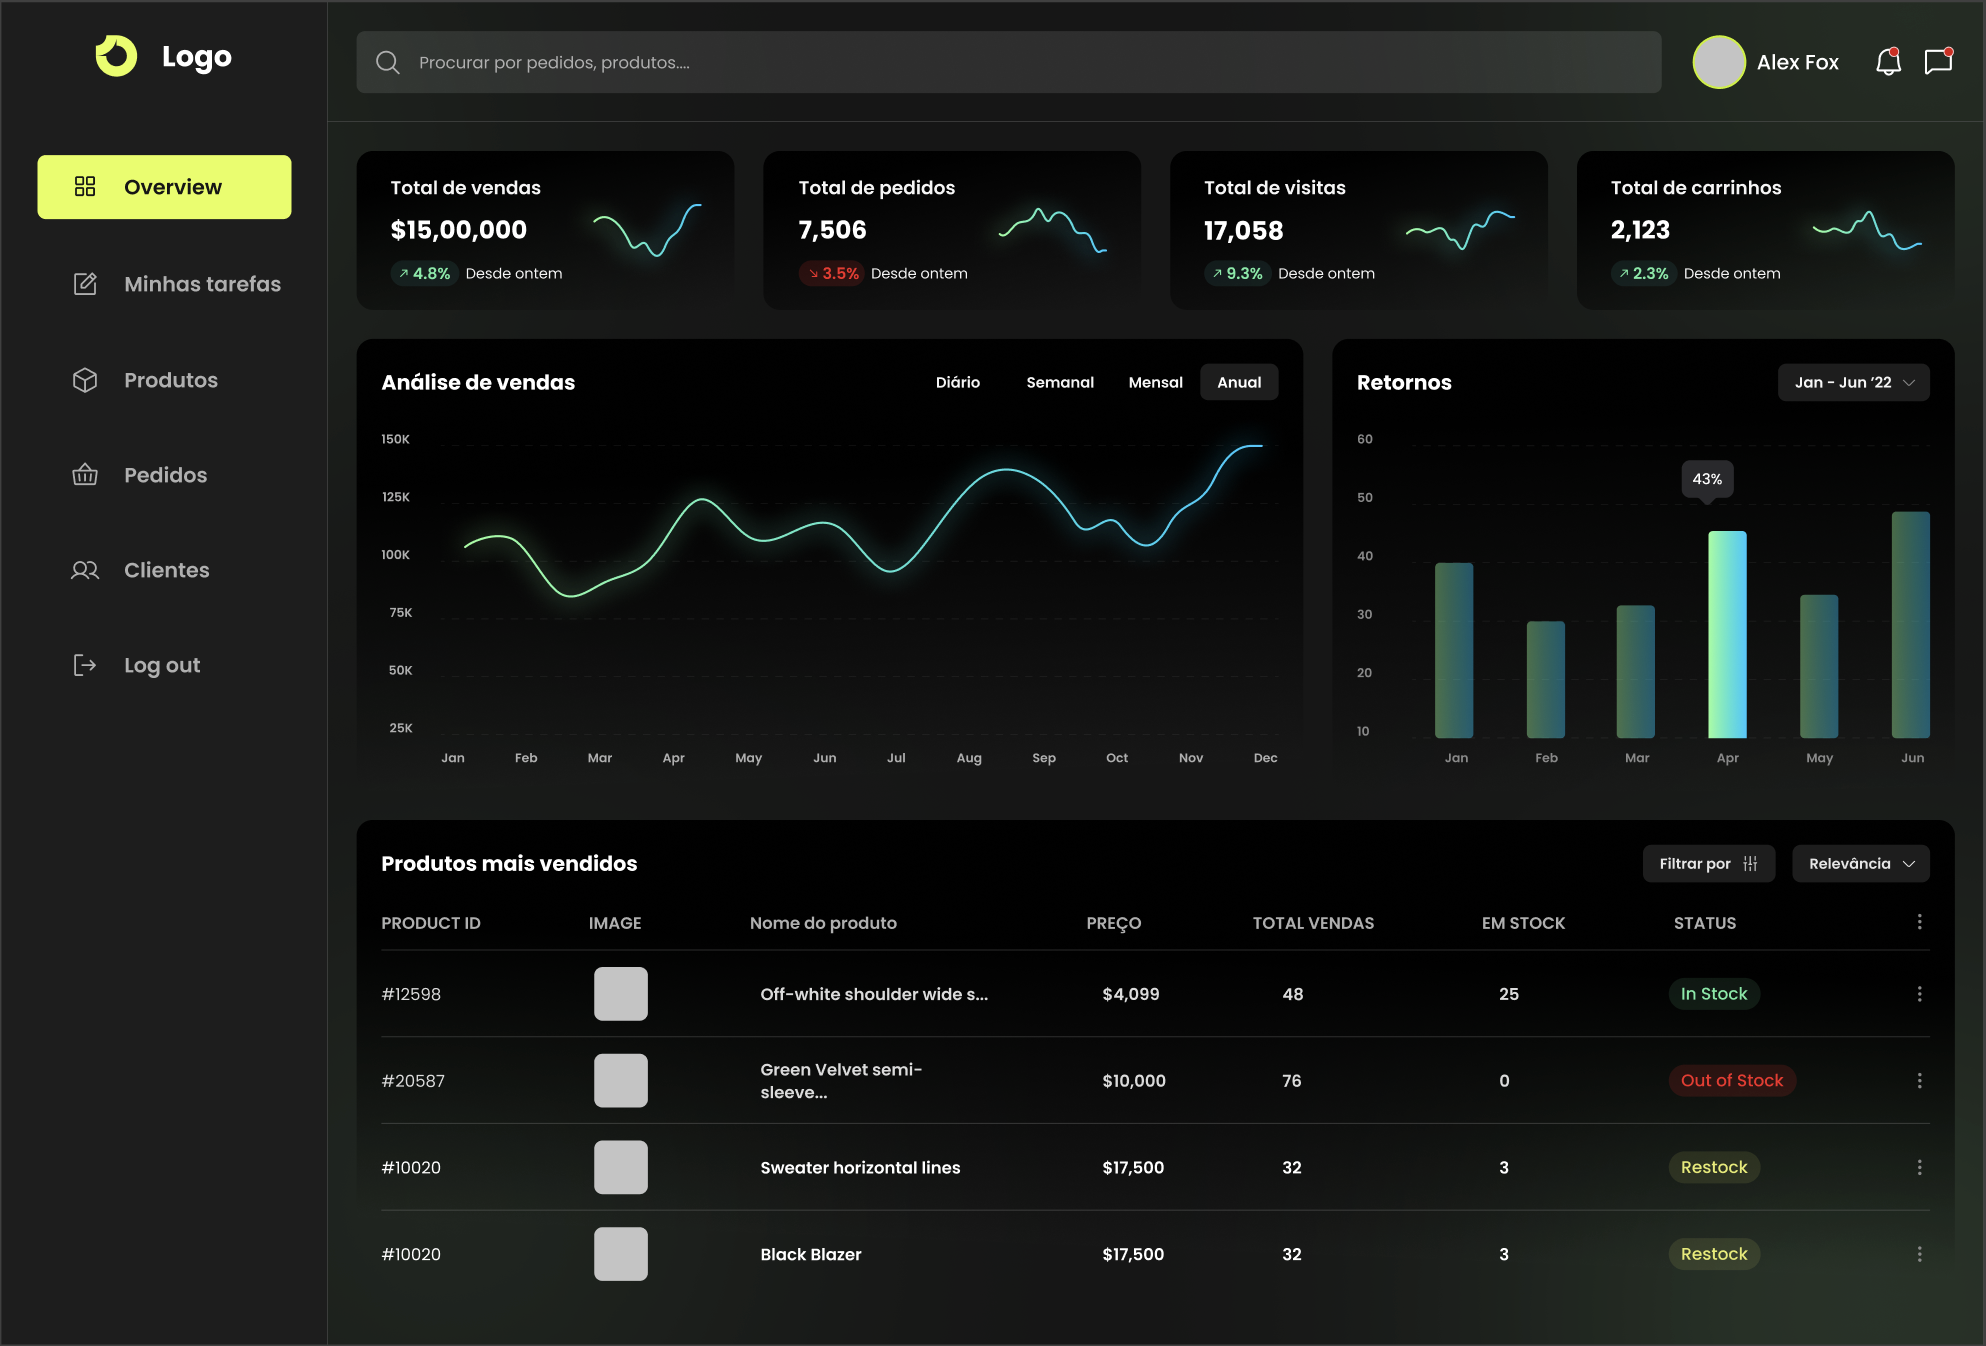 Logo
Procurar por pedidos, produtos....
Alex Fox
Overview
Minhas tarefas
Produtos
Pedidos
Clientes
Log out
Total de vendas
$15,00,000
4.8% Desde ontem
Total de pedidos
7,506
3.5% Desde ontem
Total de visitas
17,058
9.3% Desde ontem
Total de carrinhos
2,123
2.3% Desde ontem
Análise de vendas
Diário Semanal Mensal Anual
150K
125K
100K
75K
50K
25K
Jan Feb Mar Apr May Jun Jul Aug Sep Oct Nov Dec
Retornos
Jan - Jun ’22
60
50
40
30
20
10
43%
Jan Feb Mar Apr May Jun
Produtos mais vendidos
Filtrar por
Relevância
PRODUCT ID IMAGE Nome do produto PREÇO TOTAL VENDAS EM STOCK STATUS
#12598 Off-white shoulder wide s... $4,099 48 25 In Stock
#20587 Green Velvet semi-
sleeve... $10,000 76 0 Out of Stock
#10020 Sweater horizontal lines $17,500 32 3 Restock
#10020 Black Blazer $17,500 32 3 Restock